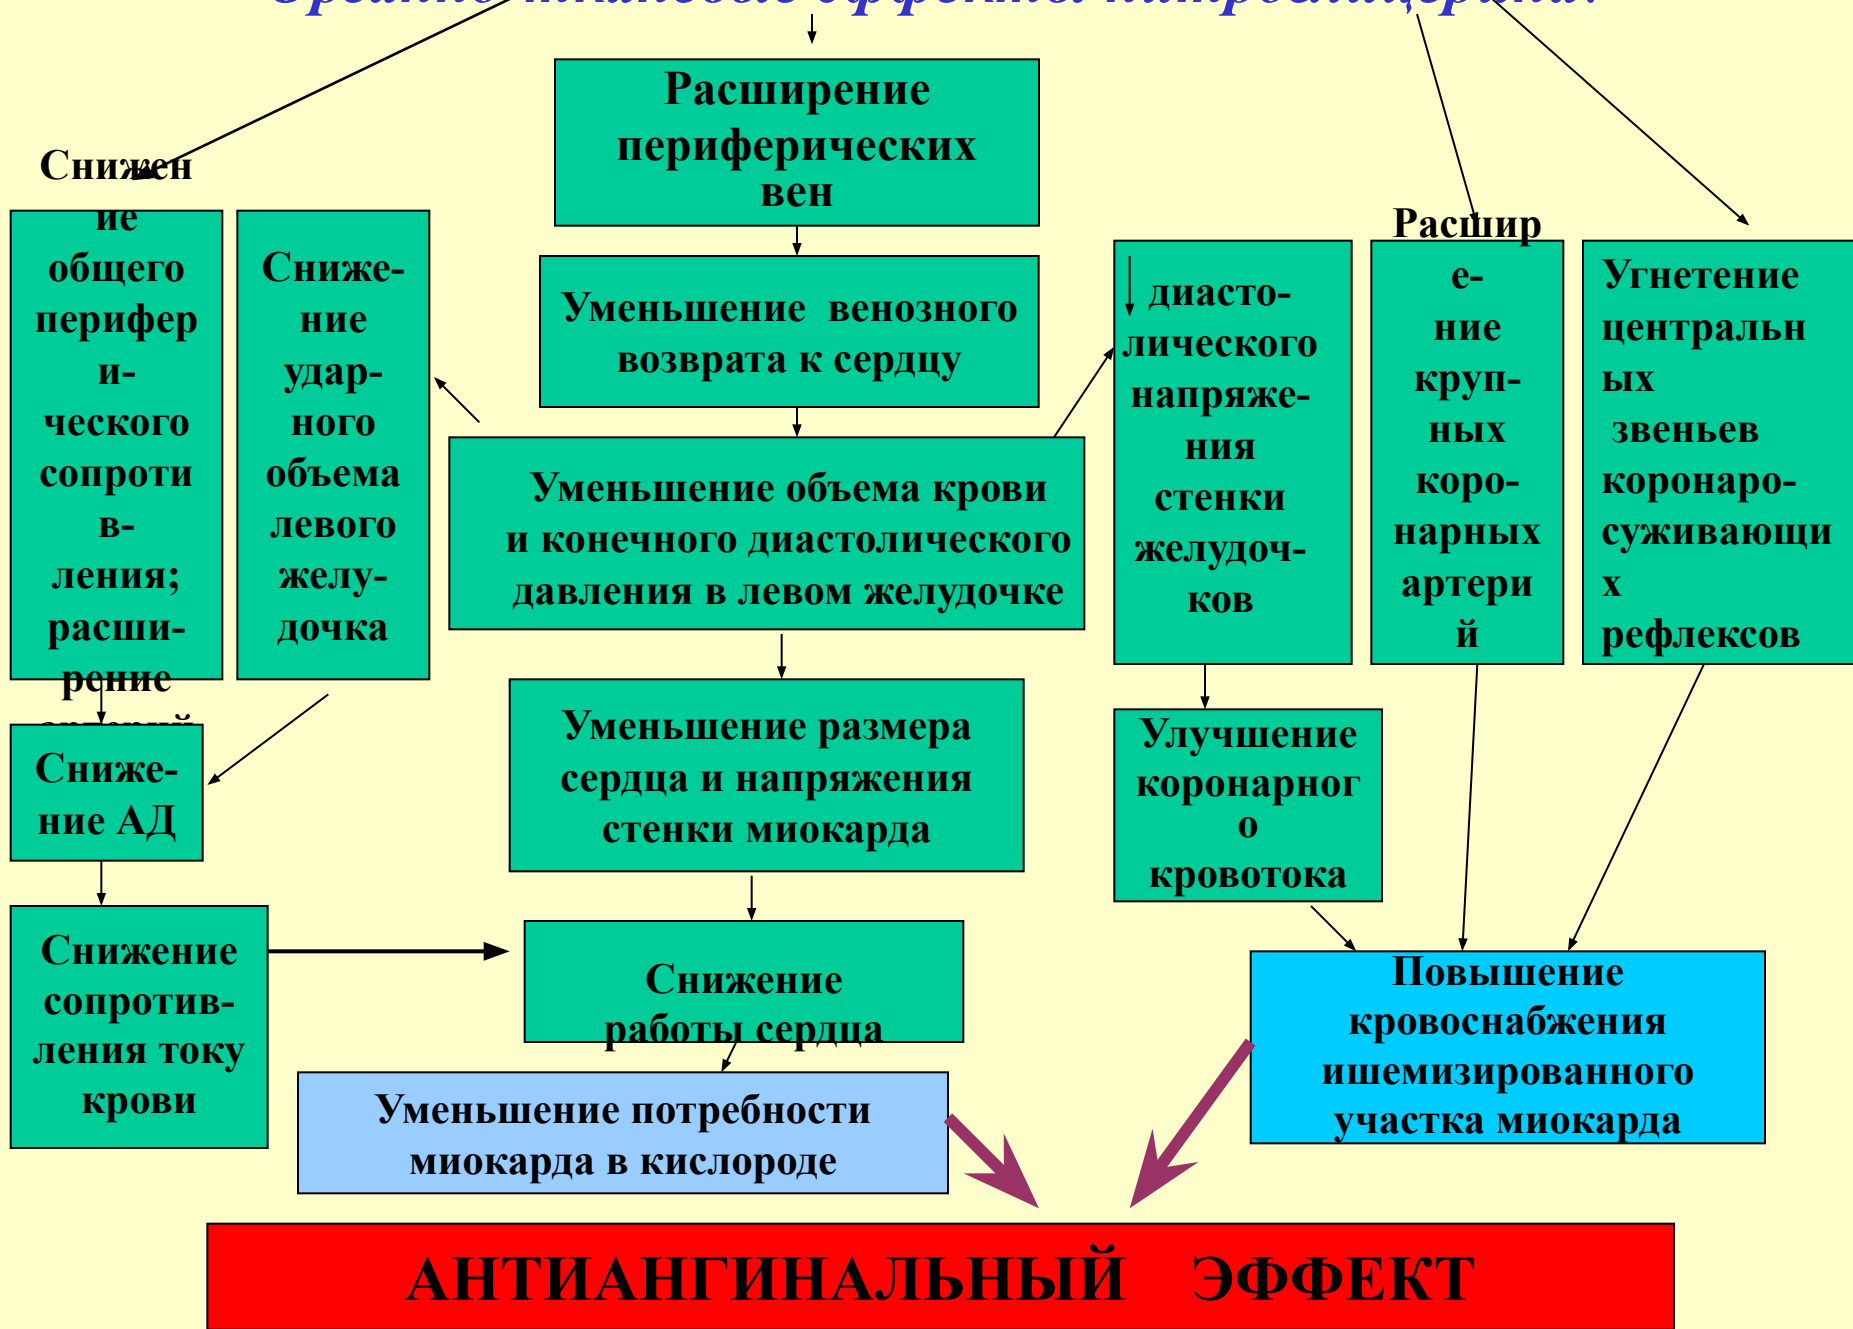 эффекты нитроглицерина:
Расширение
периферических
вен
Снижен
ие
общего
перифер
и-
ческого
сопроти
в-
ления;
расши-
рение
артерий
Сниже-
ние
удар-
ного
объема
левого
желу-
дочка
Уменьшение венозного
возврата к сердцу
Уменьшение объема крови
и конечного диастолического
давления в левом желудочке
диасто-
лического
напряже-
ния
стенки
желудоч-
ков
Расшир
е-
ние
круп-
ных
коро-
нарных
артери
й
Угнетение
центральн
ых
звеньев
коронаро-
суживающи
х
рефлексов
Сниже-
ние АД
Уменьшение размера
сердца и напряжения
стенки миокарда
Улучшение
коронарног
о
кровотока
Снижение
сопротив-
ления току
крови
Снижение
работы сердца
Повышение
кровоснабжения
ишемизированного
участка миокарда
Уменьшение потребности
миокарда в кислороде
АНТИАНГИНАЛЬНЫЙ ЭФФЕКТ